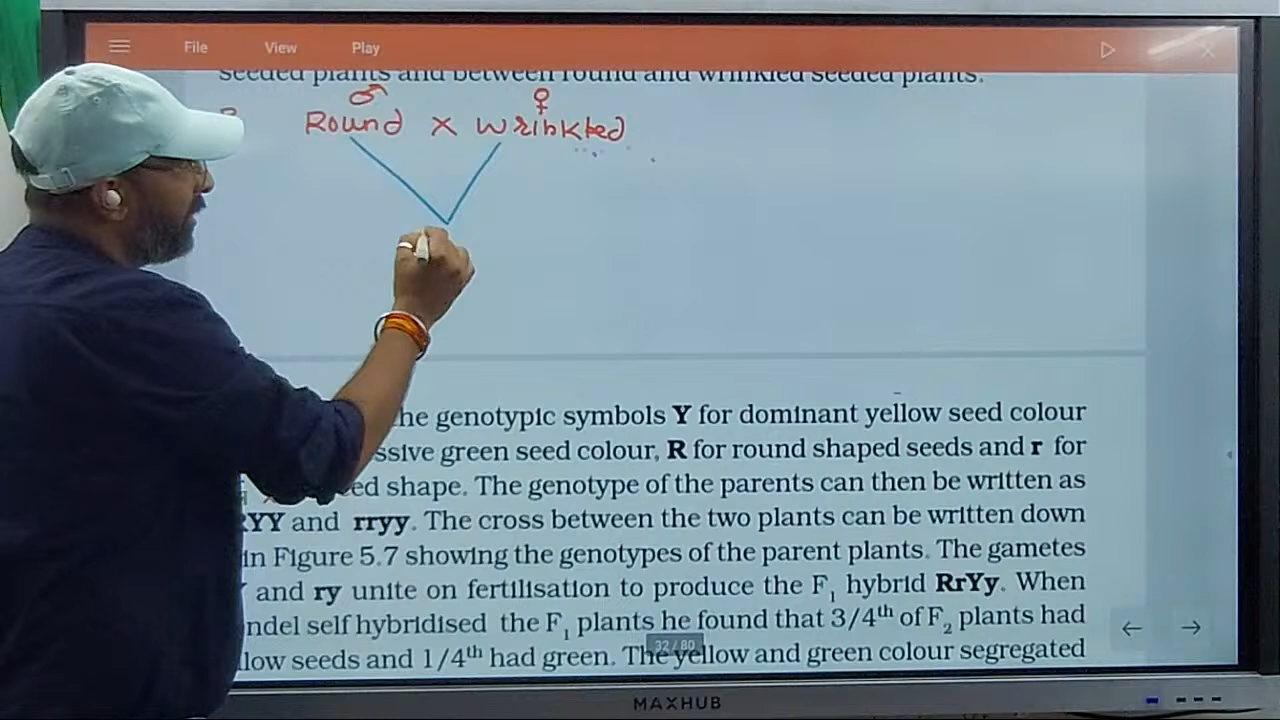 File View Play
seeded plants and between round and wrinkled seeded plants.
♂ ♀
Round × Wrinkled
he genotypic symbols Y for dominant yellow seed colour
ssive green seed colour, R for round shaped seeds and r for
ed shape. The genotype of the parents can then be written as
RYY and rryy. The cross between the two plants can be written down
in Figure 5.7 showing the genotypes of the parent plants. The gametes
and ry unite on fertilisation to produce the F1 hybrid RrYy. When
ndel self hybridised the F1 plants he found that 3/4th of F2 plants had
low seeds and 1/4th had green. The yellow and green colour segregated
32 / 80
MAXHUB